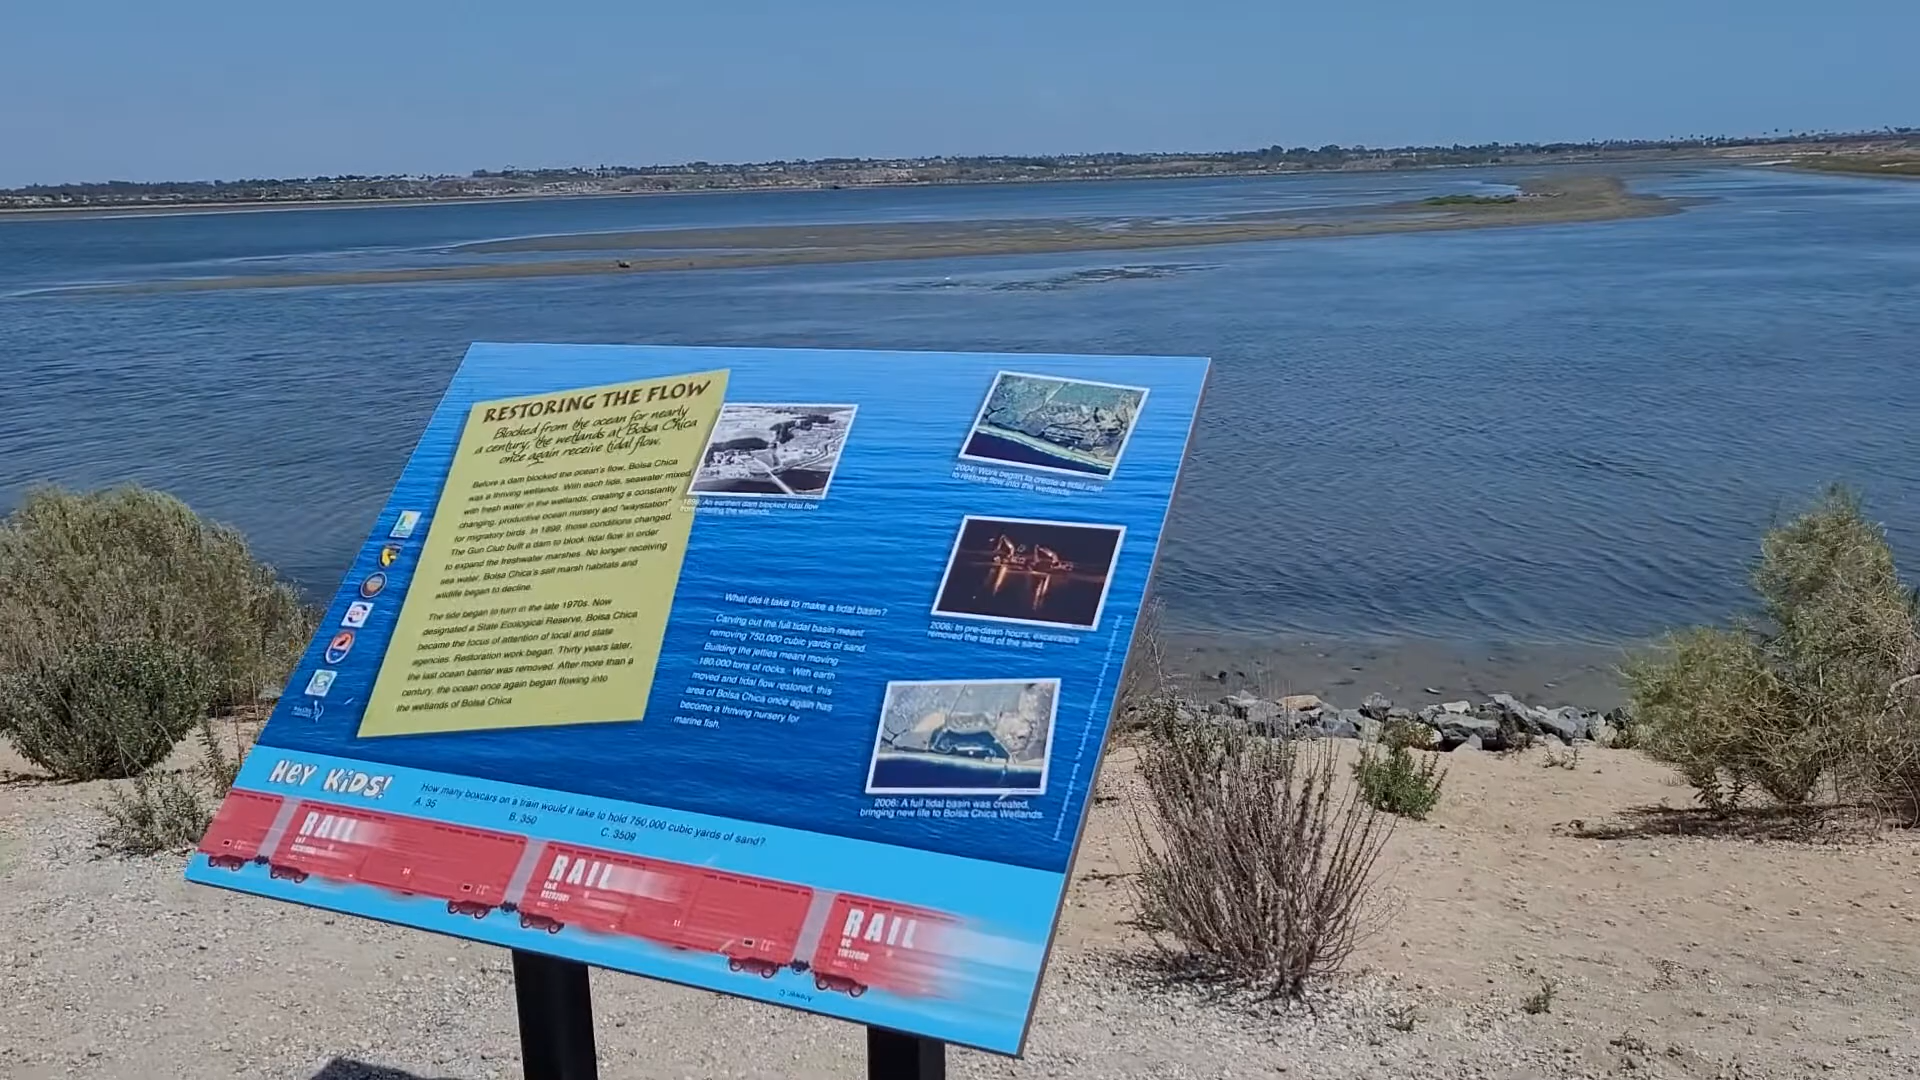 RESTORING THE FLOW
Blocked from the ocean for nearly
a century, the wetlands at Bolsa Chica
once again receive tidal flow.
Before a dam blocked the ocean's flow, Bolsa Chica
was a thriving wetlands. With each tide, seawater mixed
with fresh water in the wetlands, creating a constantly
changing, productive ocean nursery and "waystation"
for migratory birds. In 1899, those conditions changed.
The Gun Club built a dam to block tidal flow in order
to expand the freshwater marshes. No longer receiving
sea water, Bolsa Chica's salt marsh habitats and
wildlife began to decline.
The tide began to turn in the late 1970s. Now
designated a State Ecological Reserve, Bolsa Chica
became the focus of attention of local and state
agencies. Restoration work began. Thirty years later,
the last ocean barrier was removed. After more than a
century, the ocean once again began flowing into
the wetlands of Bolsa Chica
1899: An earthen dam blocked tidal flow
from entering the wetlands.
What did it take to make a tidal basin?
Carving out the full tidal basin meant
removing 750,000 cubic yards of sand.
Building the jetties meant moving
180,000 tons of rocks. With earth
moved and tidal flow restored, this
area of Bolsa Chica once again has
become a thriving nursery for
marine fish.
2004: Work began to create a tidal inlet
to restore flow into the wetlands.
2006: In pre-dawn hours, excavators
removed the last of the sand.
2006: A full tidal basin was created,
bringing new life to Bolsa Chica Wetlands.
HEY KIDS!
How many boxcars on a train would it take to hold 750,000 cubic yards of sand?
A. 35
B. 350
C. 3509
RAIL
RAIL
RAIL
Answer: C